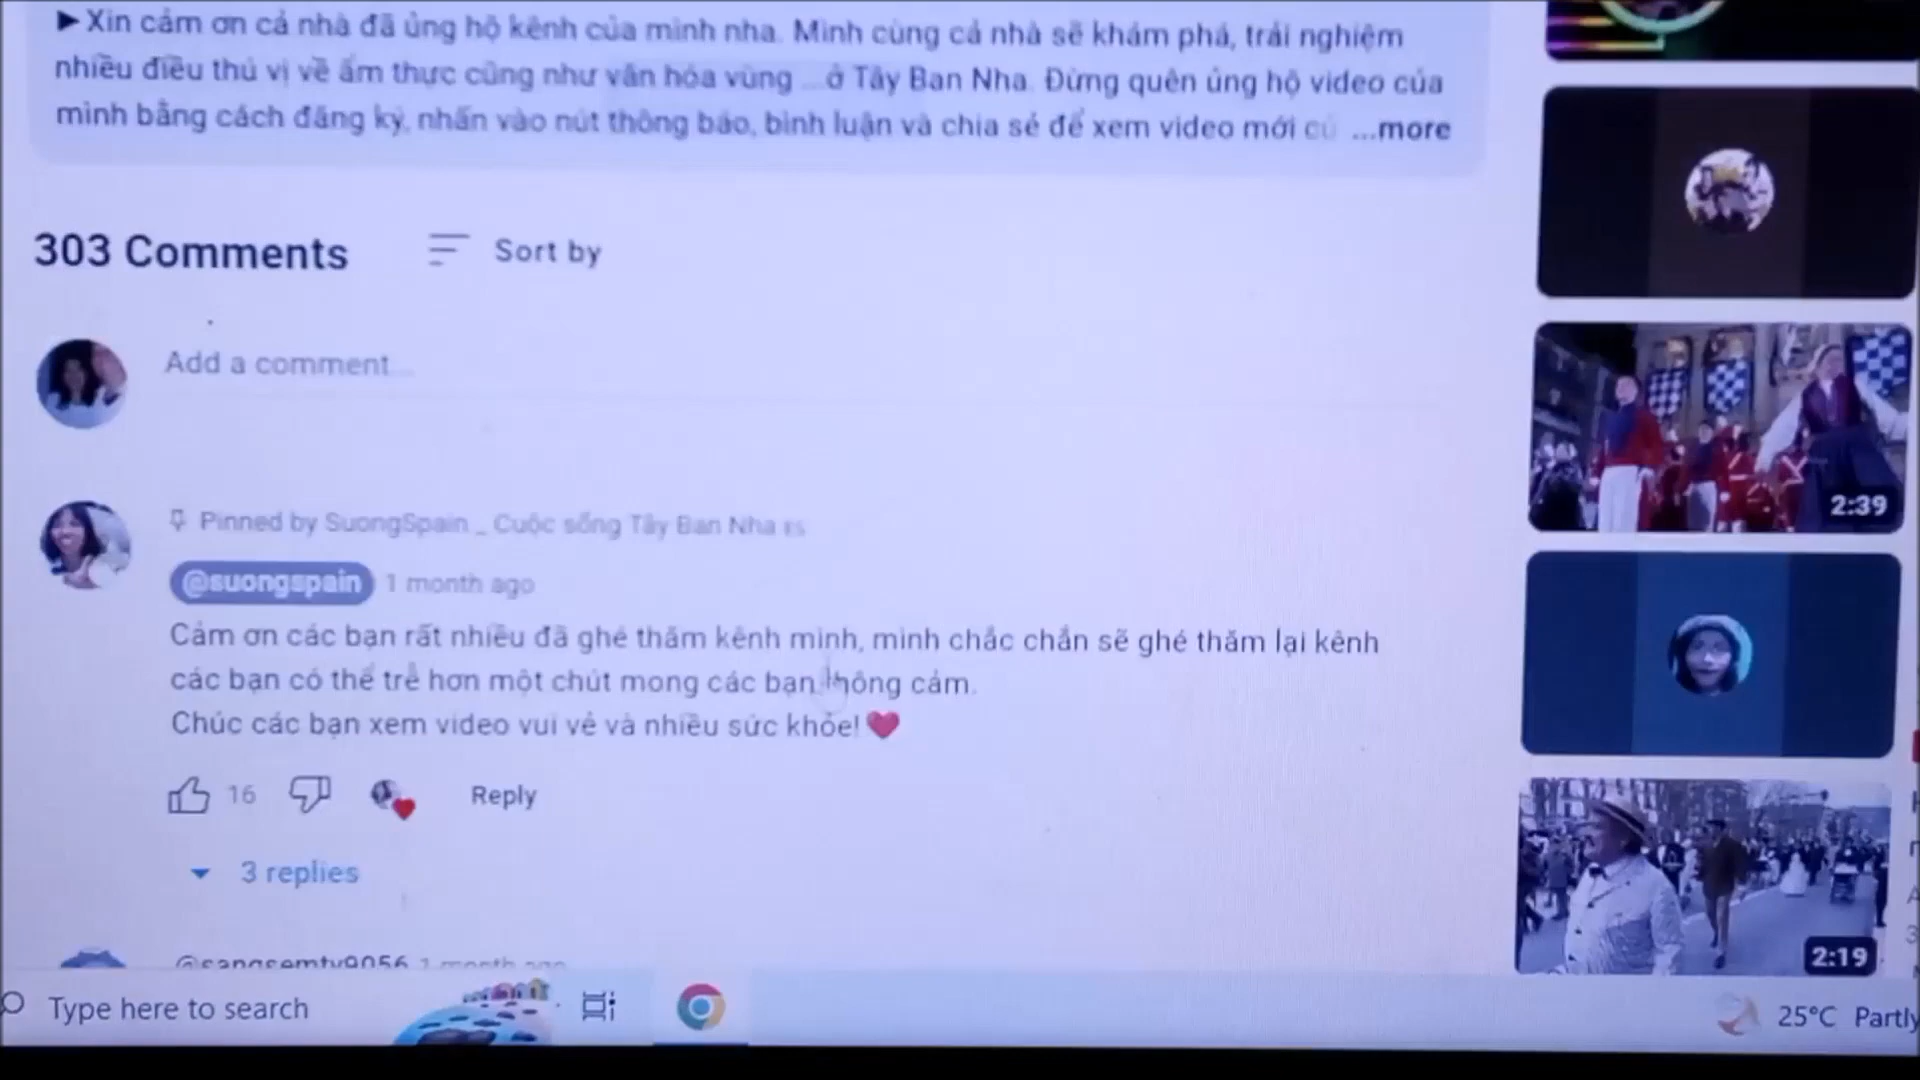 ►Xin cảm ơn cả nhà đã ủng hộ kênh của mình nha. Mình cùng cả nhà sẽ khám phá, trải nghiệm
nhiều điều thú vị về ẩm thực cũng như văn hóa vùng ... ở Tây Ban Nha. Đừng quên ủng hộ video của
mình bằng cách đăng ký, nhấn vào nút thông báo, bình luận và chia sẻ để xem video mới củ ...more
303 Comments
Sort by
Add a comment...
Pinned by SuongSpain _ Cuộc sống Tây Ban Nha ES
@suongspain 1 month ago
Cảm ơn các bạn rất nhiều đã ghé thăm kênh mình, mình chắc chắn sẽ ghé thăm lại kênh
các bạn có thể trễ hơn một chút mong các bạn thông cảm.
Chúc các bạn xem video vui vẻ và nhiều sức khỏe!❤
16
Reply
3 replies
@sangsemtv9056 1 month ago
2:39
2:19
Type here to search
25°C Partly